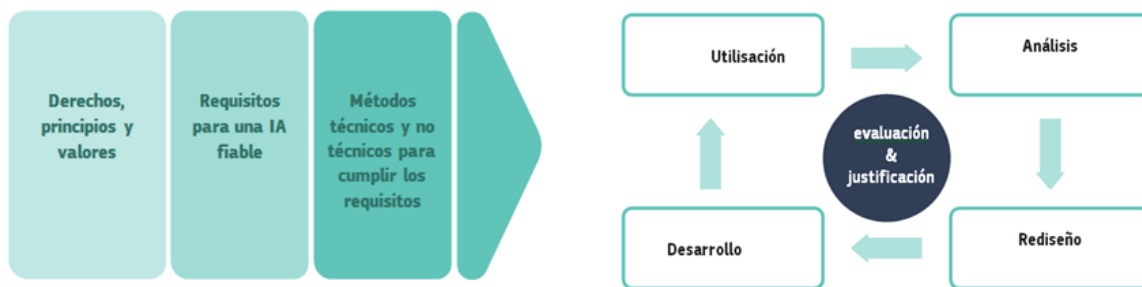 Derechos,
principios y
valores
Requisitos
para una IA
fiable
Métodos
técnicos y no
técnicos para
cumplir los
requisitos
Utilisación
Análisis
evaluación
&
justificación
Desarrollo
Rediseño